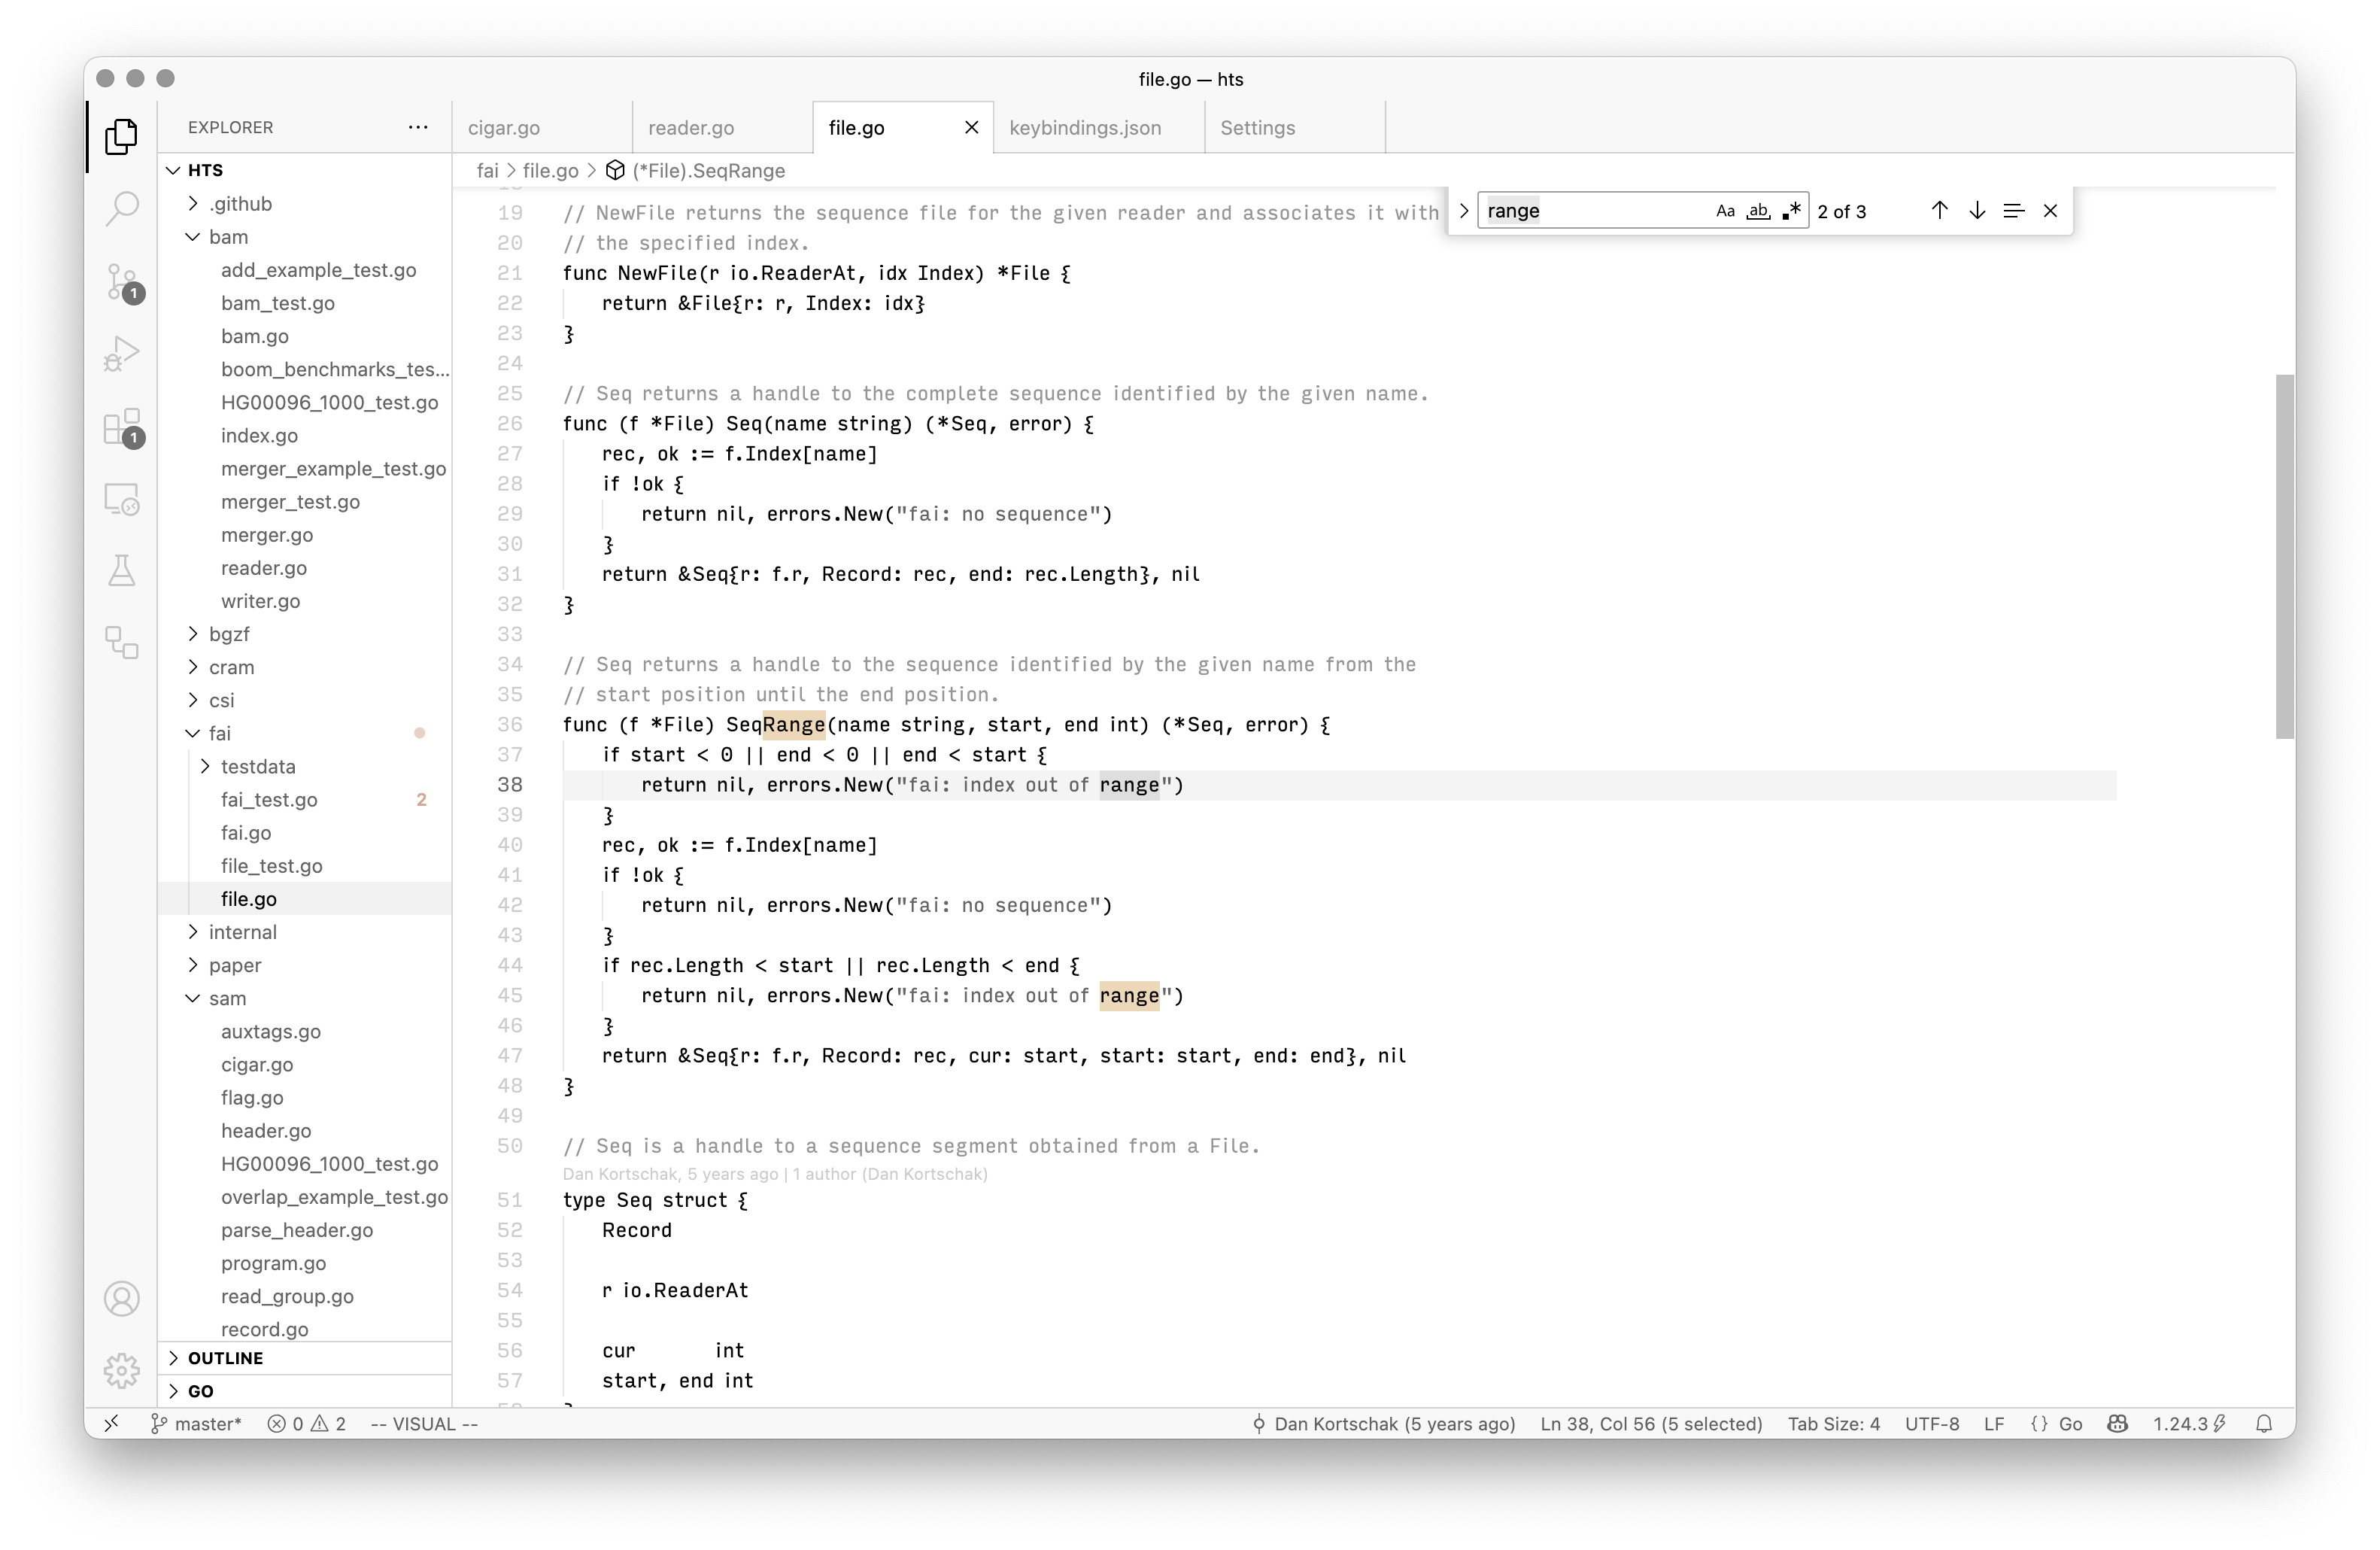 file.go — hts
EXPLORER ···
cigar.go
reader.go
file.go
keybindings.json
Settings
HTS
.github
bam
add_example_test.go
bam_test.go
bam.go
boom_benchmarks_tes...
HG00096_1000_test.go
index.go
merger_example_test.go
merger_test.go
merger.go
reader.go
writer.go
bgzf
cram
csi
fai
testdata
fai_test.go 2
fai.go
file_test.go
file.go
internal
paper
sam
auxtags.go
cigar.go
flag.go
header.go
HG00096_1000_test.go
overlap_example_test.go
parse_header.go
program.go
read_group.go
record.go
OUTLINE
GO
1
1
fai > file.go > (*File).SeqRange
range Aa ab .* 2 of 3
19 // NewFile returns the sequence file for the given reader and associates it with
20 // the specified index.
21 func NewFile(r io.ReaderAt, idx Index) *File {
22 return &File{r: r, Index: idx}
23 }
24
25 // Seq returns a handle to the complete sequence identified by the given name.
26 func (f *File) Seq(name string) (*Seq, error) {
27 rec, ok := f.Index[name]
28 if !ok {
29 return nil, errors.New("fai: no sequence")
30 }
31 return &Seq{r: f.r, Record: rec, end: rec.Length}, nil
32 }
33
34 // Seq returns a handle to the sequence identified by the given name from the
35 // start position until the end position.
36 func (f *File) SeqRange(name string, start, end int) (*Seq, error) {
37 if start < 0 || end < 0 || end < start {
38 return nil, errors.New("fai: index out of range")
39 }
40 rec, ok := f.Index[name]
41 if !ok {
42 return nil, errors.New("fai: no sequence")
43 }
44 if rec.Length < start || rec.Length < end {
45 return nil, errors.New("fai: index out of range")
46 }
47 return &Seq{r: f.r, Record: rec, cur: start, start: start, end: end}, nil
48 }
49
50 // Seq is a handle to a sequence segment obtained from a File.
Dan Kortschak, 5 years ago | 1 author (Dan Kortschak)
51 type Seq struct {
52 Record
53
54 r io.ReaderAt
55
56 cur int
57 start, end int
master* 0 2 -- VISUAL -- Dan Kortschak (5 years ago) Ln 38, Col 56 (5 selected) Tab Size: 4 UTF-8 LF {} Go 1.24.3